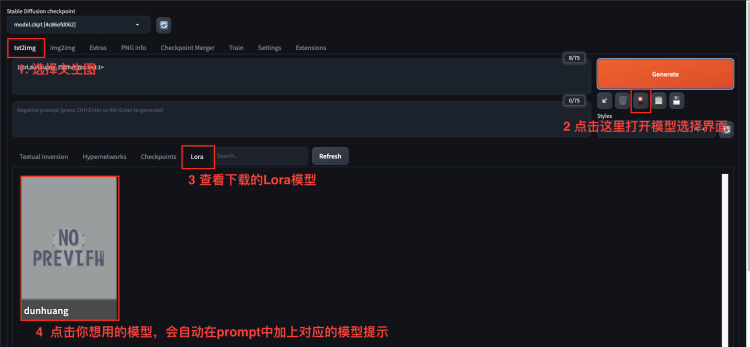 Stable Diffusion checkpoint
model.ckpt [4c86efd062]
txt2img img2img Extras PNG Info Checkpoint Merger Train Settings Extensions
8/75
1. 选择文生图
Generate
Negative prompt (press Ctrl+Enter or Alt+Enter to generate)
0/75
Styles
2 点击这里打开模型选择界面
Textual Inversion Hypernetworks Checkpoints Lora Search... Refresh
3 查看下载的Lora模型
NO
dunhuang
4 点击你想用的模型，会自动在prompt中加上对应的模型提示